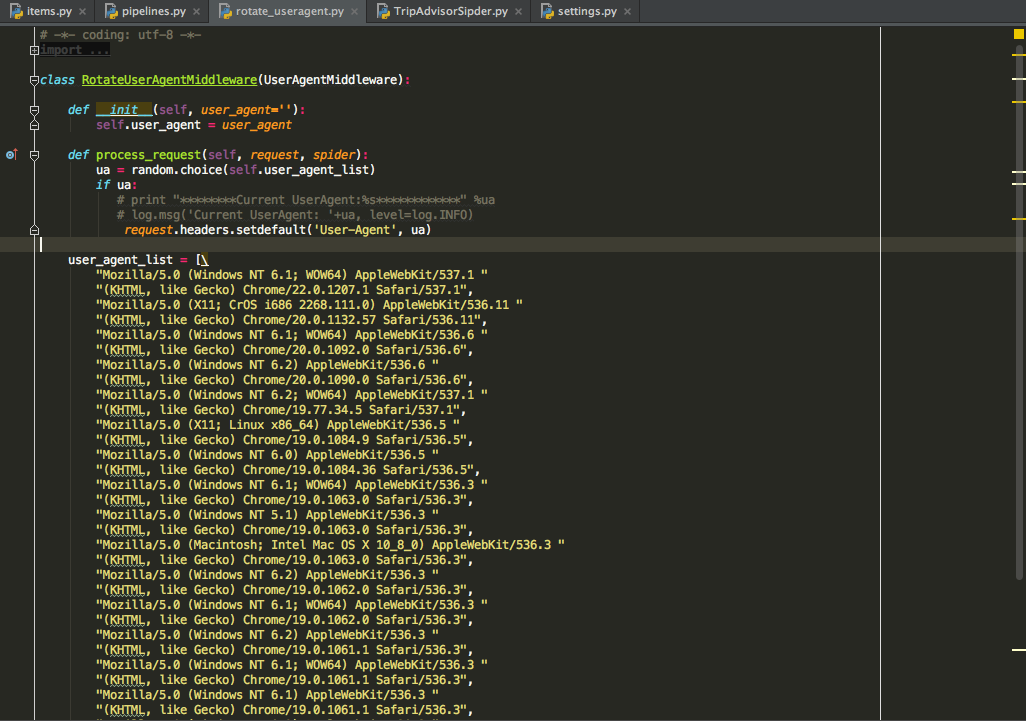 items.py × pipelines.py × rotate_useragent.py × TripAdvisorSipder.py × settings.py ×
# -*- coding: utf-8 -*-
import ...
class RotateUserAgentMiddleware(UserAgentMiddleware):
def __init__(self, user_agent=''):
self.user_agent = user_agent
def process_request(self, request, spider):
ua = random.choice(self.user_agent_list)
if ua:
# print "********Current UserAgent:%s************" %ua
# log.msg('Current UserAgent: '+ua, level=log.INFO)
request.headers.setdefault('User-Agent', ua)
user_agent_list = [\
"Mozilla/5.0 (Windows NT 6.1; WOW64) AppleWebKit/537.1 "
"(KHTML, like Gecko) Chrome/22.0.1207.1 Safari/537.1",
"Mozilla/5.0 (X11; CrOS i686 2268.111.0) AppleWebKit/536.11 "
"(KHTML, like Gecko) Chrome/20.0.1132.57 Safari/536.11",
"Mozilla/5.0 (Windows NT 6.1; WOW64) AppleWebKit/536.6 "
"(KHTML, like Gecko) Chrome/20.0.1092.0 Safari/536.6",
"Mozilla/5.0 (Windows NT 6.2) AppleWebKit/536.6 "
"(KHTML, like Gecko) Chrome/20.0.1090.0 Safari/536.6",
"Mozilla/5.0 (Windows NT 6.2; WOW64) AppleWebKit/537.1 "
"(KHTML, like Gecko) Chrome/19.77.34.5 Safari/537.1",
"Mozilla/5.0 (X11; Linux x86_64) AppleWebKit/536.5 "
"(KHTML, like Gecko) Chrome/19.0.1084.9 Safari/536.5",
"Mozilla/5.0 (Windows NT 6.0) AppleWebKit/536.5 "
"(KHTML, like Gecko) Chrome/19.0.1084.36 Safari/536.5",
"Mozilla/5.0 (Windows NT 6.1; WOW64) AppleWebKit/536.3 "
"(KHTML, like Gecko) Chrome/19.0.1063.0 Safari/536.3",
"Mozilla/5.0 (Windows NT 5.1) AppleWebKit/536.3 "
"(KHTML, like Gecko) Chrome/19.0.1063.0 Safari/536.3",
"Mozilla/5.0 (Macintosh; Intel Mac OS X 10_8_0) AppleWebKit/536.3 "
"(KHTML, like Gecko) Chrome/19.0.1063.0 Safari/536.3",
"Mozilla/5.0 (Windows NT 6.2) AppleWebKit/536.3 "
"(KHTML, like Gecko) Chrome/19.0.1062.0 Safari/536.3",
"Mozilla/5.0 (Windows NT 6.1; WOW64) AppleWebKit/536.3 "
"(KHTML, like Gecko) Chrome/19.0.1062.0 Safari/536.3",
"Mozilla/5.0 (Windows NT 6.2) AppleWebKit/536.3 "
"(KHTML, like Gecko) Chrome/19.0.1061.1 Safari/536.3",
"Mozilla/5.0 (Windows NT 6.1; WOW64) AppleWebKit/536.3 "
"(KHTML, like Gecko) Chrome/19.0.1061.1 Safari/536.3",
"Mozilla/5.0 (Windows NT 6.1) AppleWebKit/536.3 "
"(KHTML, like Gecko) Chrome/19.0.1061.1 Safari/536.3",